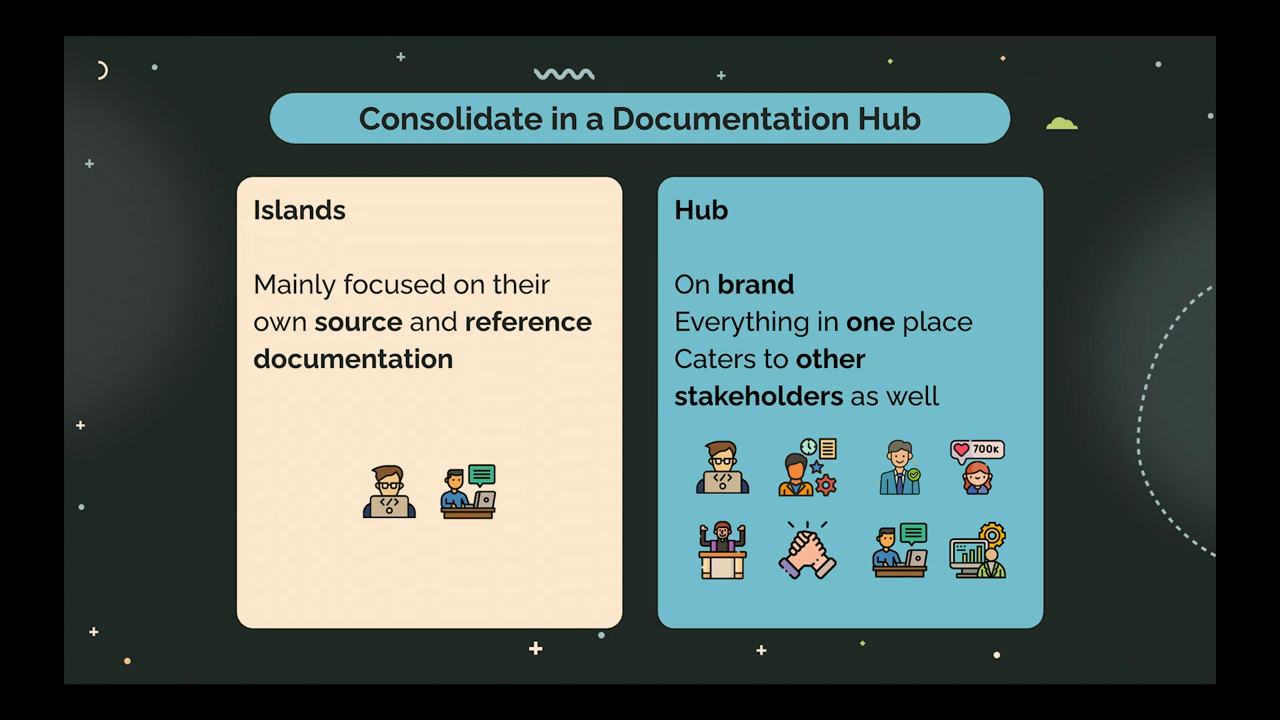 Consolidate in a Documentation Hub
Islands
Mainly focused on their
own source and reference
documentation
Hub
On brand
Everything in one place
Caters to other
stakeholders as well
700K